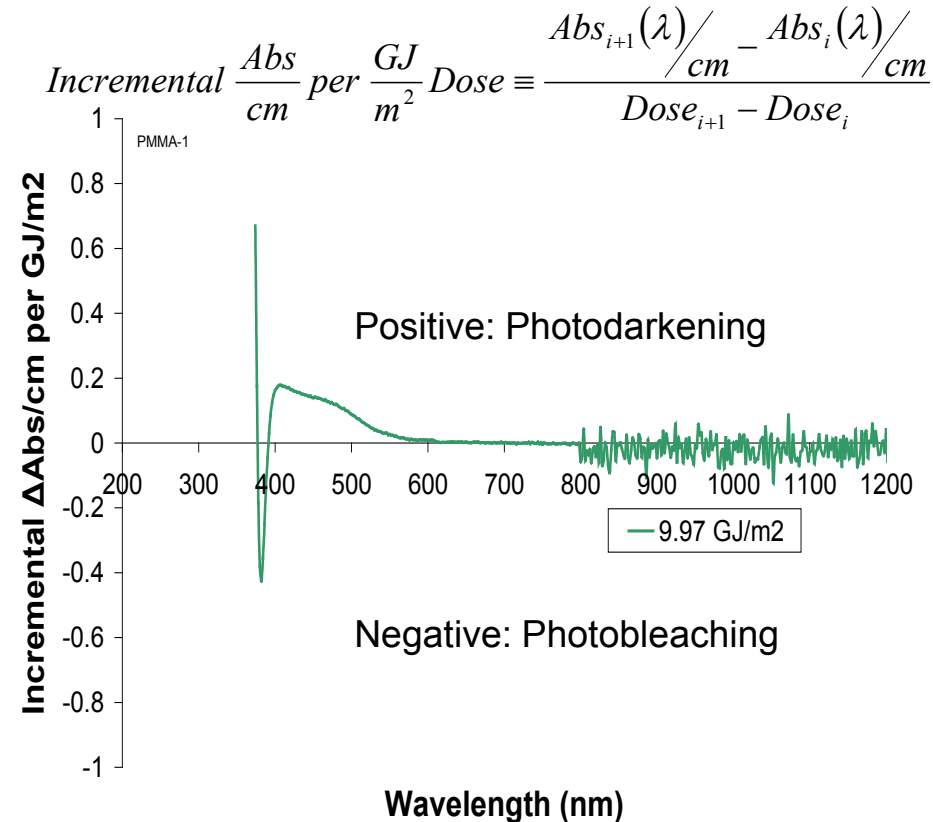 Incremental Abs/cm per GJ/m² Dose ≡ (Abs_{i+1}(λ)/cm − Abs_i(λ)/cm) / (Dose_{i+1} − Dose_i)
PMMA-1
Incremental ΔAbs/cm per GJ/m2
1
0.8
0.6
0.4
0.2
0
-0.2
-0.4
-0.6
-0.8
-1
Positive: Photodarkening
200 300 400 500 600 700 800 900 1000 1100 1200
9.97 GJ/m2
Negative: Photobleaching
Wavelength (nm)